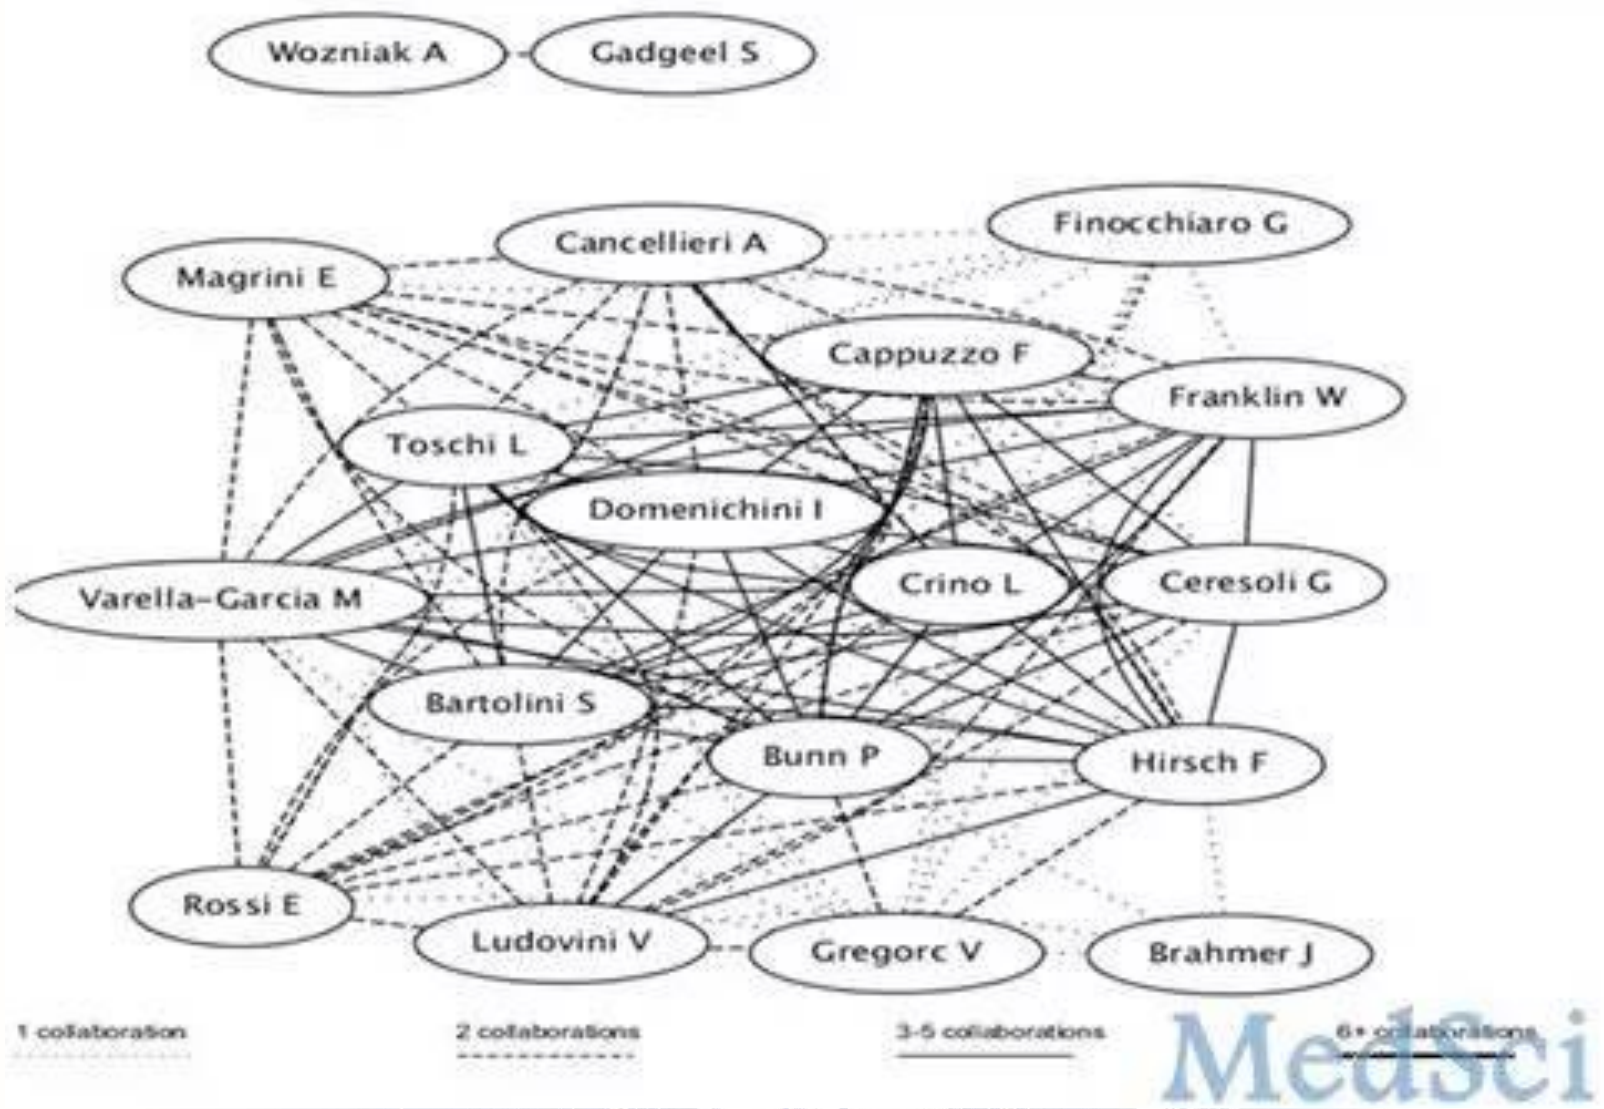 Wozniak A
Gadgeel S
Finocchiaro G
Cancellieri A
Magrini E
Cappuzzo F
Franklin W
Toschi L
Domenichini I
Crino L
Ceresoli G
Varella-Garcia M
Bartolini S
Bunn P
Hirsch F
Rossi E
Ludovini V
Gregorc V
Brahmer J
1 collaboration
2 collaborations
3-5 collaborations
6+ collaborations
MedSci